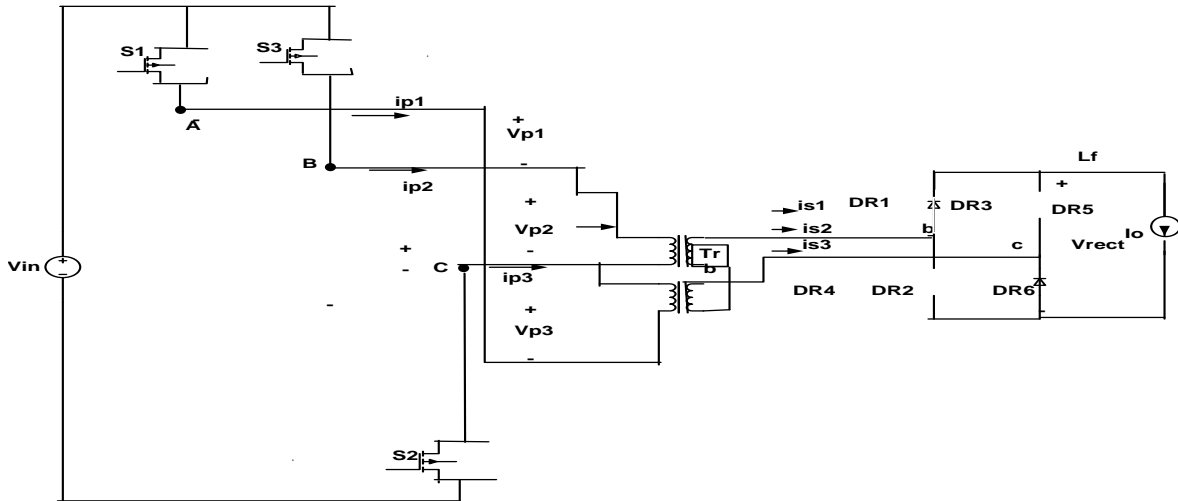 S1
S3
ip1
A
+
Vp1
-
B
ip2
Lf
+
Vp2
-
is1
is2
is3
DR1
DR3
+
DR5
b
c
Io
Vrect
Vin
+
-
+
-
C
ip3
Tr
b
DR4
DR2
DR6
-
-
+
Vp3
-
S2